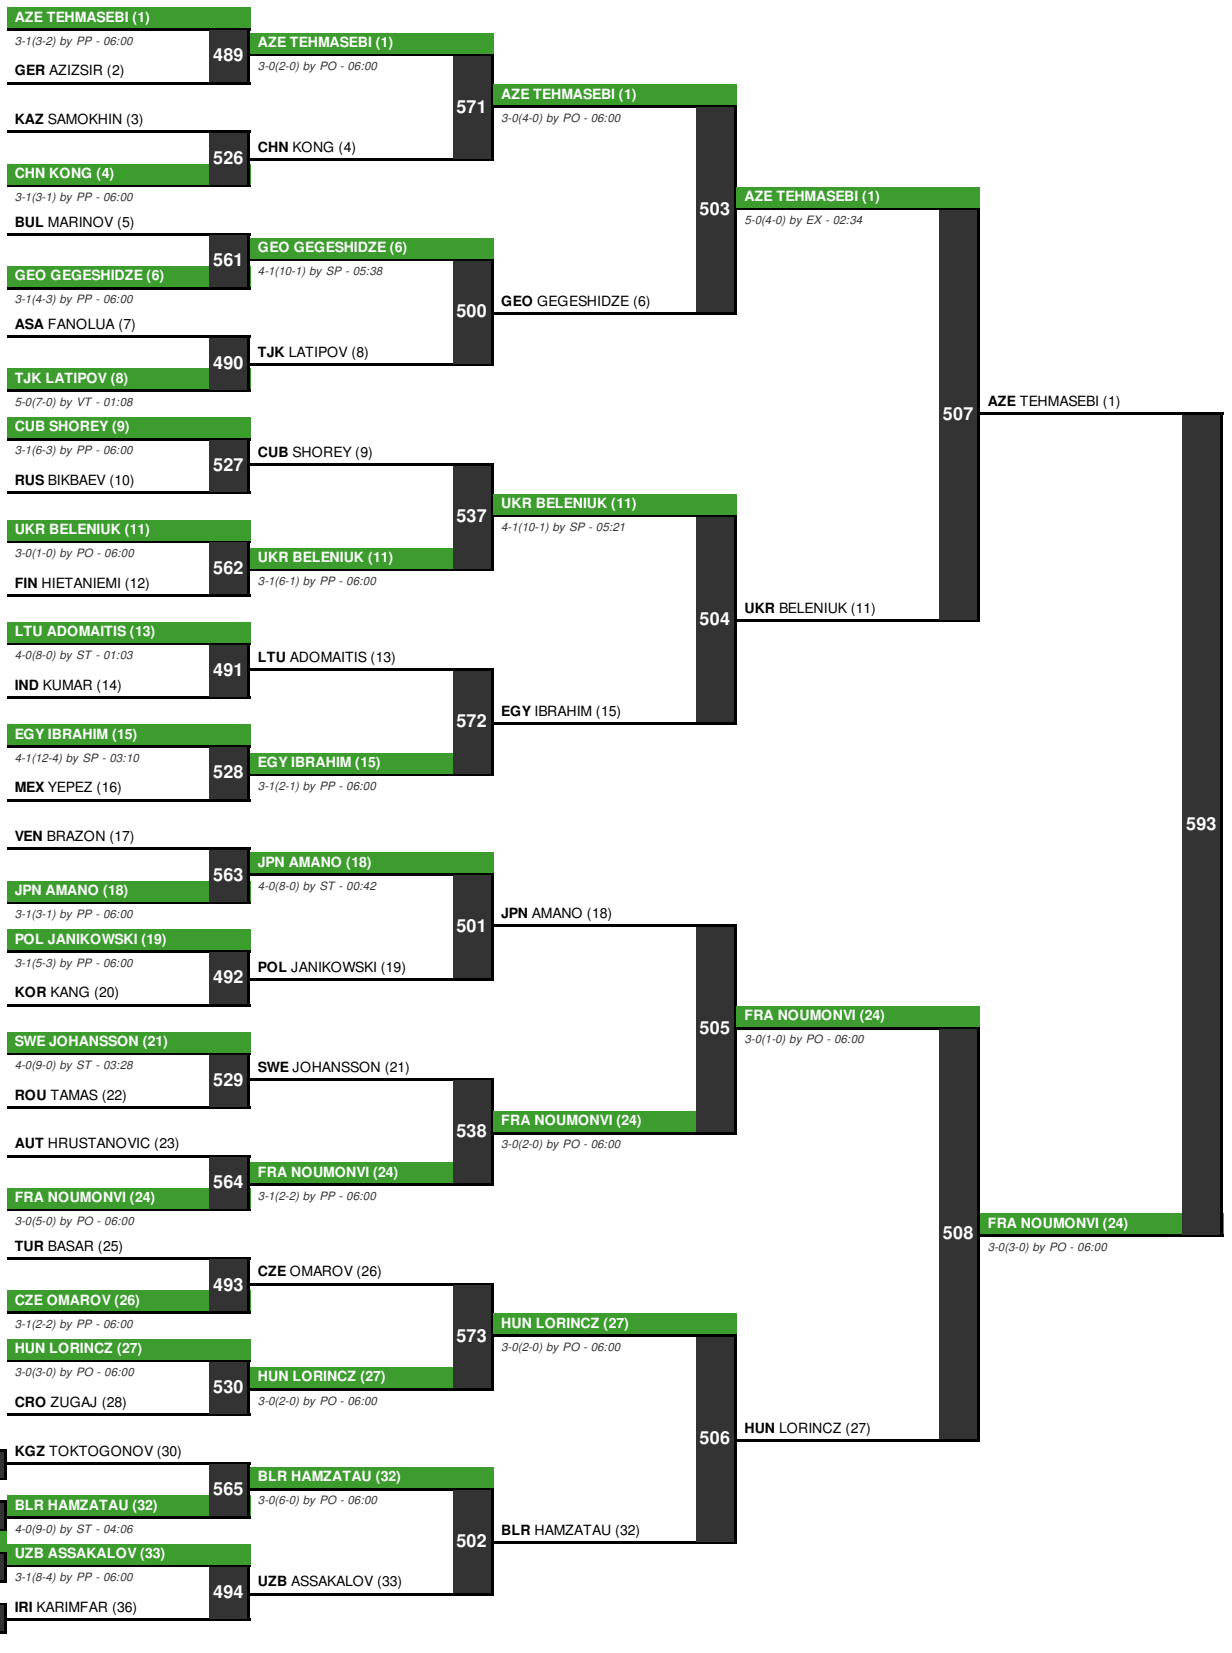 AZE TEHMASEBI (1)
3-1(3-2) by PP - 06:00
489
GER AZIZSIR (2)
KAZ SAMOKHIN (3)
526
CHN KONG (4)
3-1(3-1) by PP - 06:00
BUL MARINOV (5)
561
GEO GEGESHIDZE (6)
3-1(4-3) by PP - 06:00
ASA FANOLUA (7)
490
TJK LATIPOV (8)
5-0(7-0) by VT - 01:08
CUB SHOREY (9)
3-1(6-3) by PP - 06:00
527
RUS BIKBAEV (10)
UKR BELENIUK (11)
3-0(1-0) by PO - 06:00
562
FIN HIETANIEMI (12)
LTU ADOMAITIS (13)
4-0(8-0) by ST - 01:03
491
IND KUMAR (14)
EGY IBRAHIM (15)
4-1(12-4) by SP - 03:10
528
MEX YEPEZ (16)
VEN BRAZON (17)
563
JPN AMANO (18)
3-1(3-1) by PP - 06:00
POL JANIKOWSKI (19)
3-1(5-3) by PP - 06:00
492
KOR KANG (20)
SWE JOHANSSON (21)
4-0(9-0) by ST - 03:28
529
ROU TAMAS (22)
AUT HRUSTANOVIC (23)
564
FRA NOUMONVI (24)
3-0(5-0) by PO - 06:00
TUR BASAR (25)
493
CZE OMAROV (26)
3-1(2-2) by PP - 06:00
HUN LORINCZ (27)
3-0(3-0) by PO - 06:00
530
CRO ZUGAJ (28)
KGZ TOKTOGONOV (30)
565
BLR HAMZATAU (32)
4-0(9-0) by ST - 04:06
UZB ASSAKALOV (33)
3-1(8-4) by PP - 06:00
494
IRI KARIMFAR (36)
AZE TEHMASEBI (1)
3-0(2-0) by PO - 06:00
571
CHN KONG (4)
GEO GEGESHIDZE (6)
4-1(10-1) by SP - 05:38
500
TJK LATIPOV (8)
CUB SHOREY (9)
537
UKR BELENIUK (11)
3-1(6-1) by PP - 06:00
LTU ADOMAITIS (13)
572
EGY IBRAHIM (15)
3-1(2-1) by PP - 06:00
JPN AMANO (18)
4-0(8-0) by ST - 00:42
501
POL JANIKOWSKI (19)
SWE JOHANSSON (21)
538
FRA NOUMONVI (24)
3-1(2-2) by PP - 06:00
CZE OMAROV (26)
573
HUN LORINCZ (27)
3-0(2-0) by PO - 06:00
BLR HAMZATAU (32)
3-0(6-0) by PO - 06:00
502
UZB ASSAKALOV (33)
AZE TEHMASEBI (1)
3-0(4-0) by PO - 06:00
503
GEO GEGESHIDZE (6)
UKR BELENIUK (11)
4-1(10-1) by SP - 05:21
504
EGY IBRAHIM (15)
JPN AMANO (18)
505
FRA NOUMONVI (24)
3-0(2-0) by PO - 06:00
HUN LORINCZ (27)
3-0(2-0) by PO - 06:00
506
BLR HAMZATAU (32)
AZE TEHMASEBI (1)
5-0(4-0) by EX - 02:34
507
UKR BELENIUK (11)
FRA NOUMONVI (24)
3-0(1-0) by PO - 06:00
508
HUN LORINCZ (27)
AZE TEHMASEBI (1)
593
FRA NOUMONVI (24)
3-0(3-0) by PO - 06:00